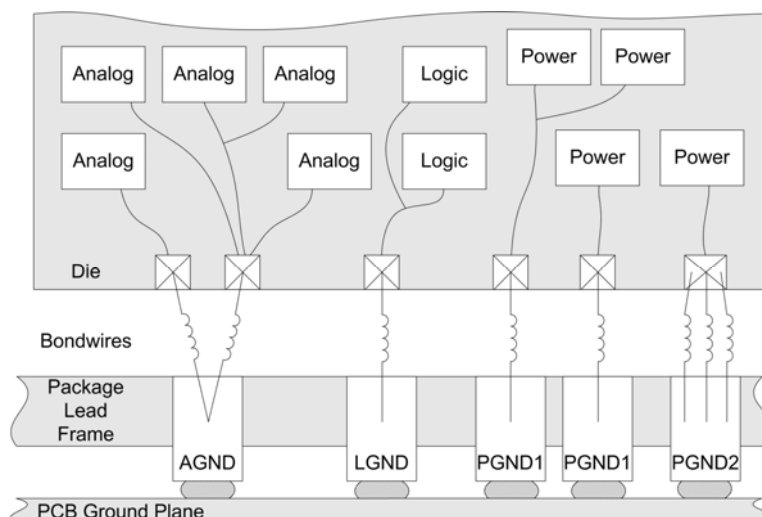 Analog
Analog
Analog
Logic
Power
Power
Analog
Analog
Logic
Power
Power
Die
Bondwires
Package
Lead
Frame
AGND
LGND
PGND1
PGND1
PGND2
PCB Ground Plane